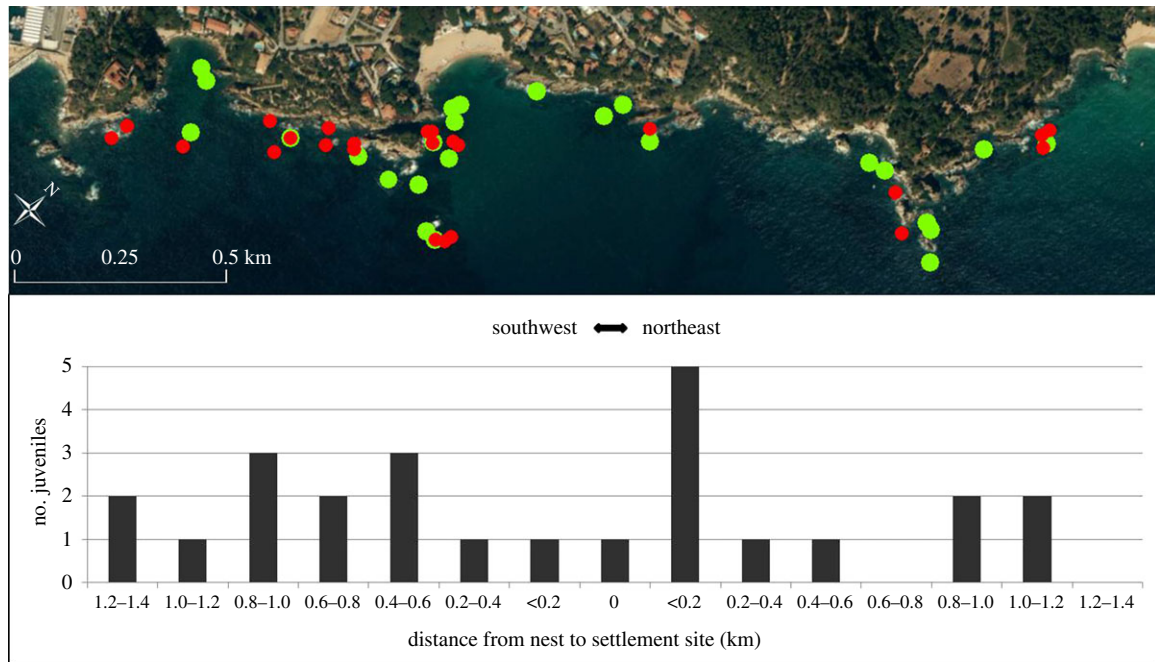 N
0 0.25 0.5 km
southwest northeast
5
4
3
2
1
0
no. juveniles
1.2–1.4 1.0–1.2 0.8–1.0 0.6–0.8 0.4–0.6 0.2–0.4 <0.2 0 <0.2 0.2–0.4 0.4–0.6 0.6–0.8 0.8–1.0 1.0–1.2 1.2–1.4
distance from nest to settlement site (km)